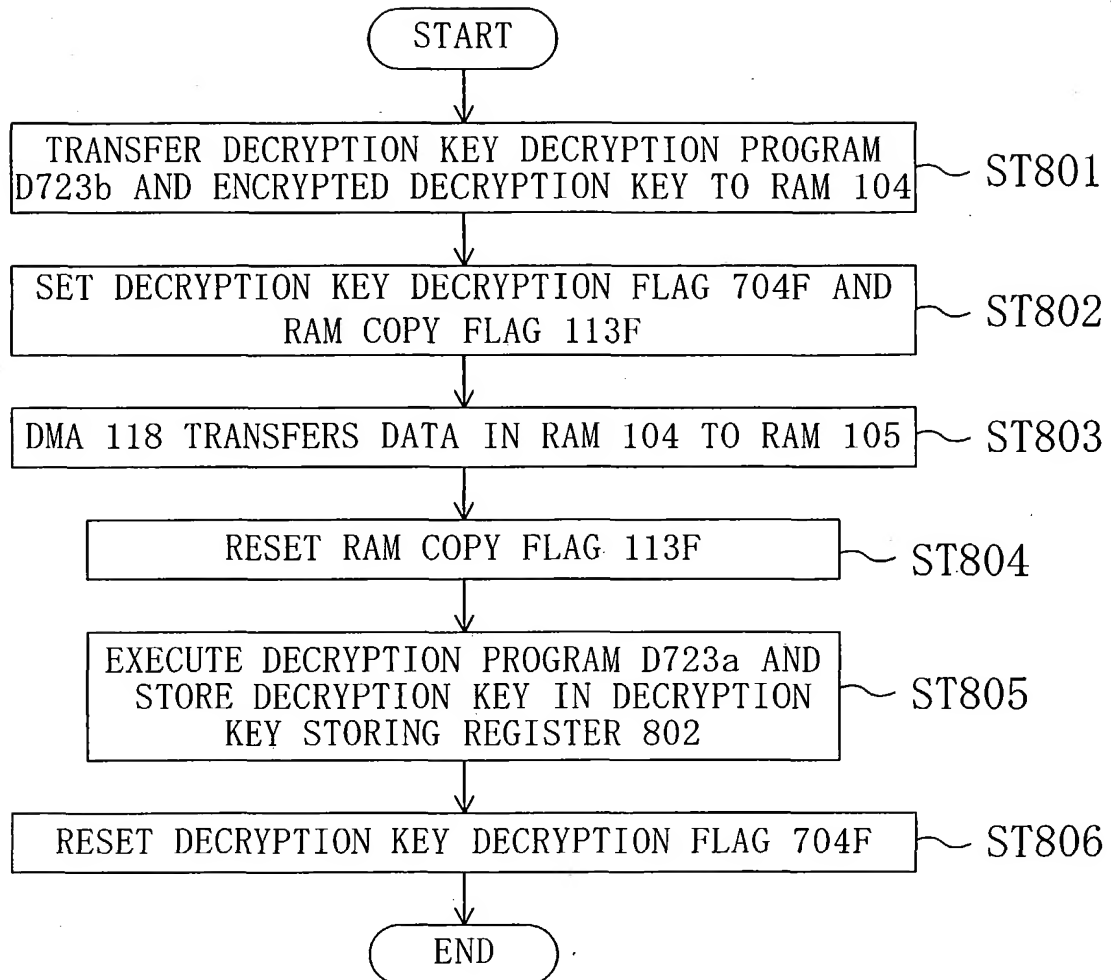 START
TRANSFER DECRYPTION KEY DECRYPTION PROGRAM
D723b AND ENCRYPTED DECRYPTION KEY TO RAM 104
ST801
SET DECRYPTION KEY DECRYPTION FLAG 704F AND
RAM COPY FLAG 113F
ST802
DMA 118 TRANSFERS DATA IN RAM 104 TO RAM 105
ST803
RESET RAM COPY FLAG 113F
ST804
EXECUTE DECRYPTION PROGRAM D723a AND
STORE DECRYPTION KEY IN DECRYPTION
KEY STORING REGISTER 802
ST805
RESET DECRYPTION KEY DECRYPTION FLAG 704F
ST806
END